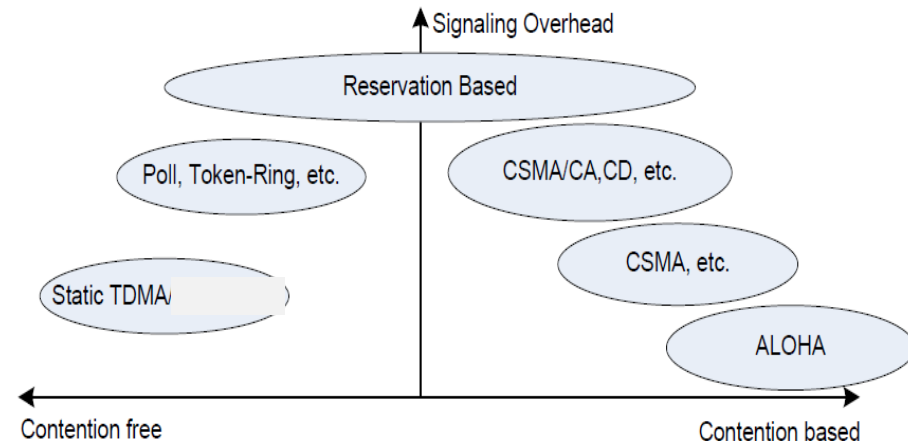 Signaling Overhead
Reservation Based
Poll, Token-Ring, etc.
CSMA/CA,CD, etc.
CSMA, etc.
Static TDMA/
ALOHA
Contention free
Contention based